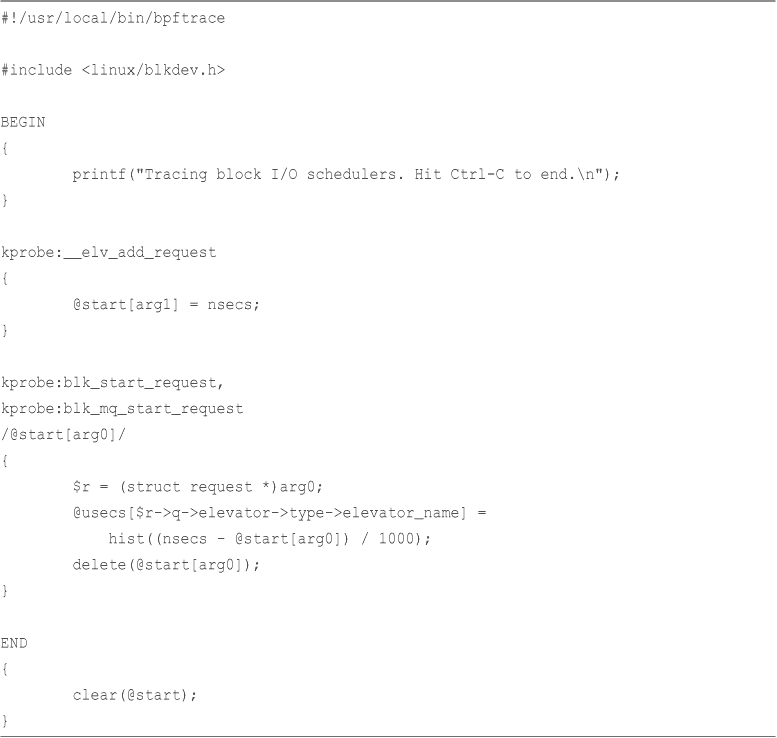 #!/usr/local/bin/bpftrace
#include <linux/blkdev.h>
BEGIN
{
        printf("Tracing block I/O schedulers. Hit Ctrl-C to end.\n");
}
kprobe:__elv_add_request
{
        @start[arg1] = nsecs;
}
kprobe:blk_start_request,
kprobe:blk_mq_start_request
/@start[arg0]/
{
        $r = (struct request *)arg0;
        @usecs[$r->q->elevator->type->elevator_name] =
            hist((nsecs - @start[arg0]) / 1000);
        delete(@start[arg0]);
}
END
{
        clear(@start);
}